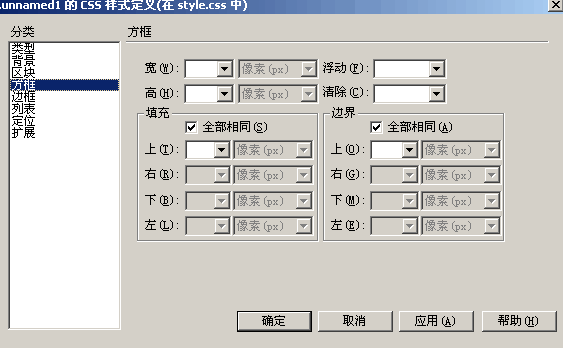 .unnamed1 的 CSS 样式定义(在 style.css 中)
分类
方框
类型
背景
区块
方框
边框
列表
定位
扩展
宽(W): 像素(px) 浮动(F):
高(H): 像素(px) 清除(C):
填充 边界
全部相同(S) 全部相同(A)
上(T): 像素(px) 上(O): 像素(px)
右(R): 像素(px) 右(G): 像素(px)
下(B): 像素(px) 下(M): 像素(px)
左(L): 像素(px) 左(E): 像素(px)
确定 取消 应用(A) 帮助(H)